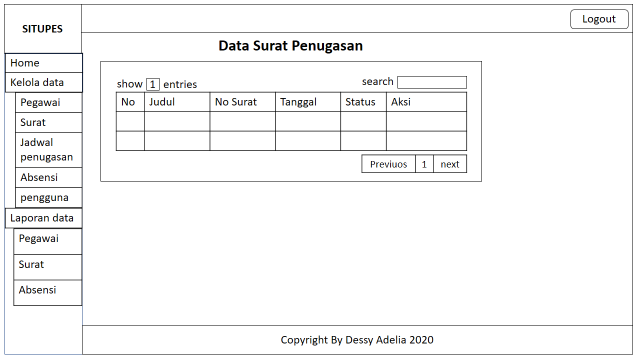 SITUPES
Logout
Data Surat Penugasan
Home
Kelola data
Pegawai
Surat
Jadwal
penugasan
Absensi
pengguna
Laporan data
Pegawai
Surat
Absensi
show 1 entries
search
No Judul No Surat Tanggal Status Aksi
Previuos 1 next
Copyright By Dessy Adelia 2020